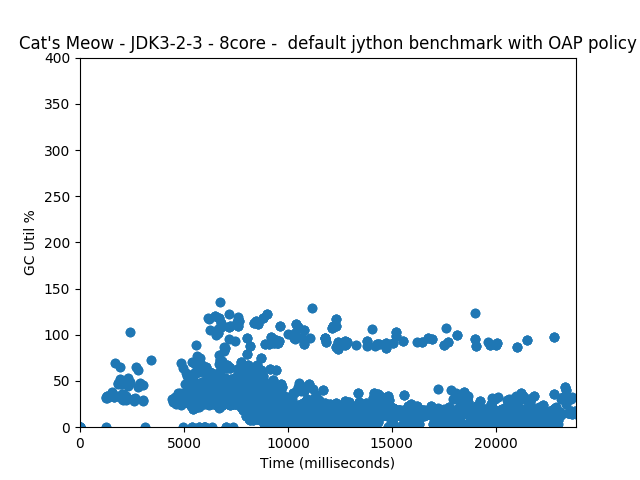 Cat's Meow - JDK3-2-3 - 8core -  default jython benchmark with OAP policy
400
350
300
250
200
150
100
50
0
GC Util %
0 5000 10000 15000 20000
Time (milliseconds)